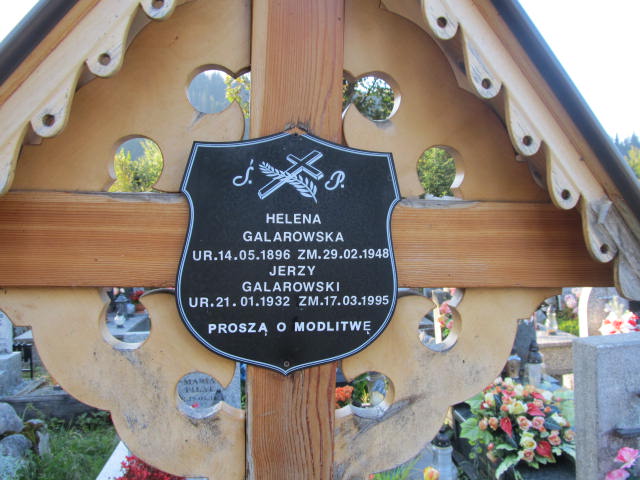 Ś. P.
HELENA
GALAROWSKA
UR.14.05.1896 ZM.29.02.1948
JERZY
GALAROWSKI
UR.21.01.1932 ZM.17.03.1995
PROSZĄ O MODLITWĘ
MARIA